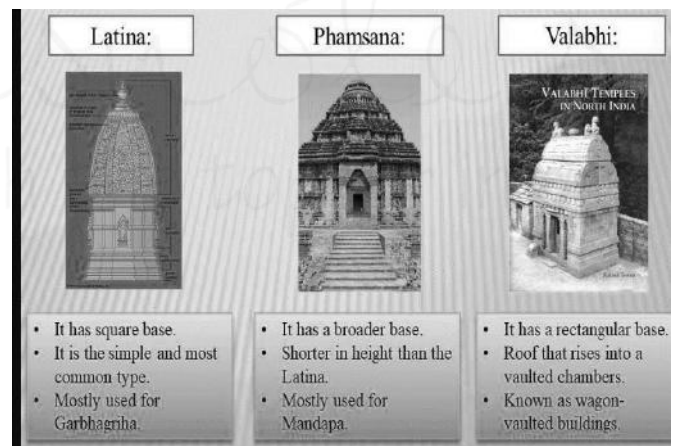 Latina:
Phamsana:
Valabhi:
VALABHI TEMPLES
IN NORTH INDIA
• It has square base.
• It is the simple and most
common type.
• Mostly used for
Garbhagriha.
• It has a broader base.
• Shorter in height than the
Latina.
• Mostly used for
Mandapa.
• It has a rectangular base.
• Roof that rises into a
vaulted chambers.
• Known as wagon-
vaulted buildings.